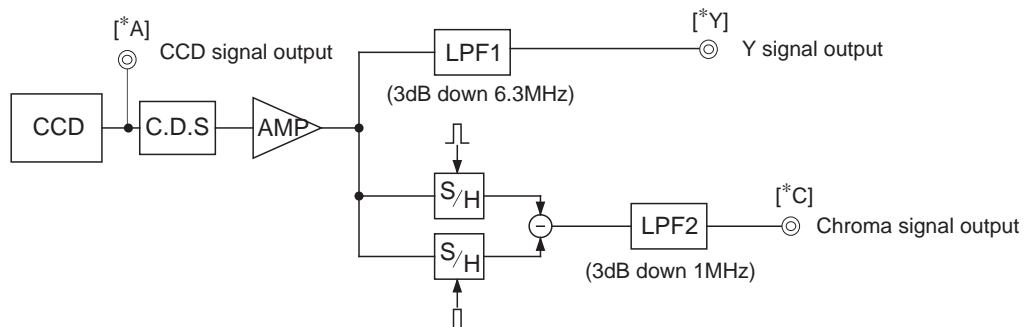 [*A]
CCD signal output
[*Y]
Y signal output
LPF1
(3dB down 6.3MHz)
CCD
C.D.S
AMP
S/H
S/H
−
LPF2
(3dB down 1MHz)
[*C]
Chroma signal output